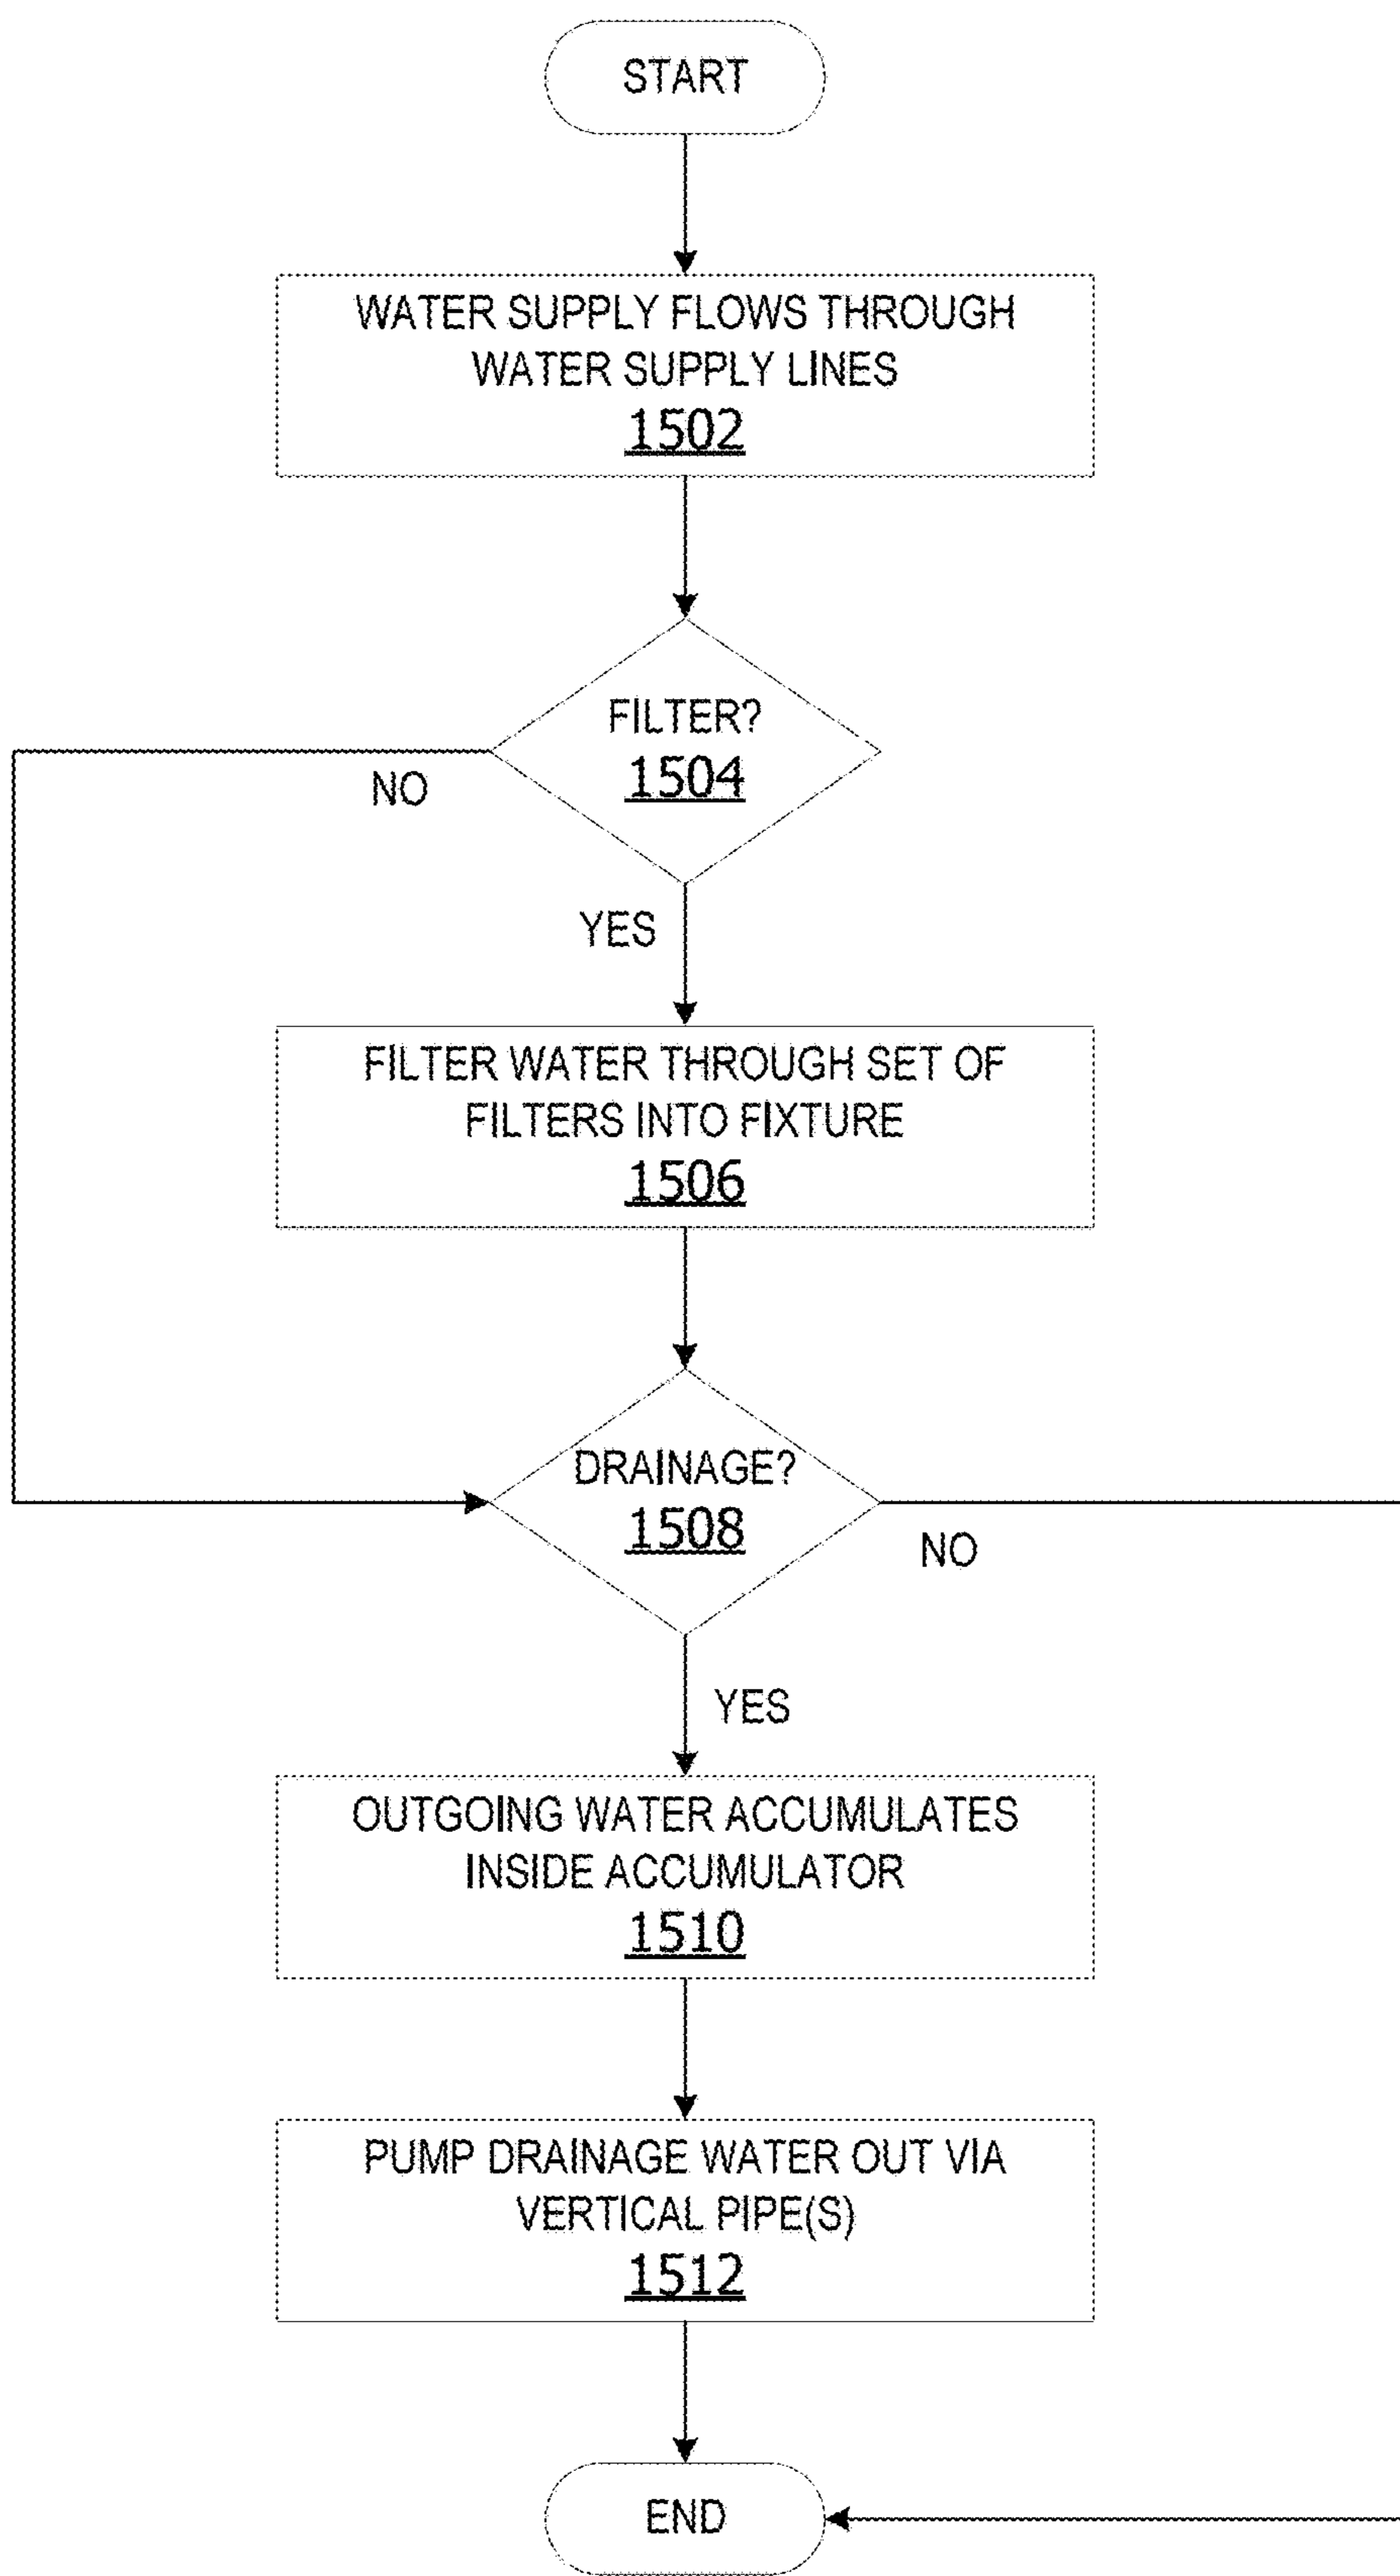 START
WATER SUPPLY FLOWS THROUGH
WATER SUPPLY LINES
1502
FILTER?
1504
NO
YES
FILTER WATER THROUGH SET OF
FILTERS INTO FIXTURE
1506
DRAINAGE?
1508
NO
YES
OUTGOING WATER ACCUMULATES
INSIDE ACCUMULATOR
1510
PUMP DRAINAGE WATER OUT VIA
VERTICAL PIPE(S)
1512
END